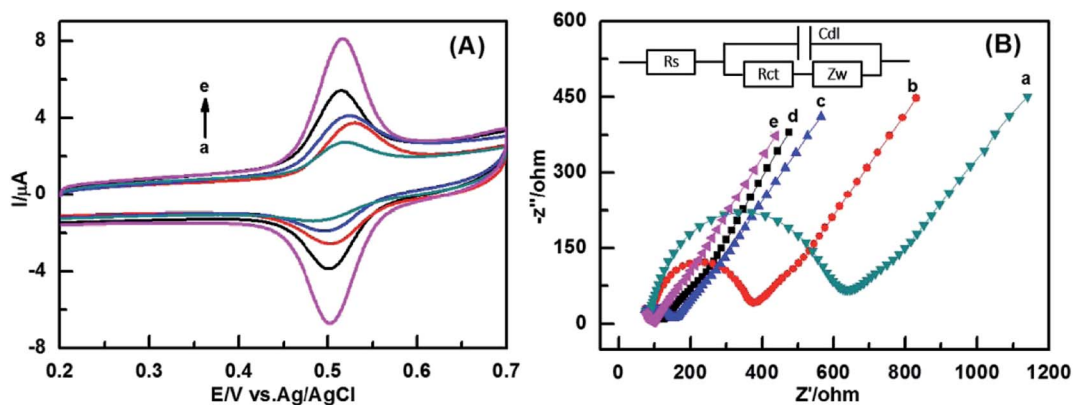 (A)
I/μA
8
4
0
-4
-8
e
a
0.2 0.3 0.4 0.5 0.6 0.7
E/V vs.Ag/AgCl
(B)
-z''/ohm
600
450
300
150
0
Cdl
Rs
Rct
Zw
e d c b a
0 200 400 600 800 1000 1200
Z'/ohm